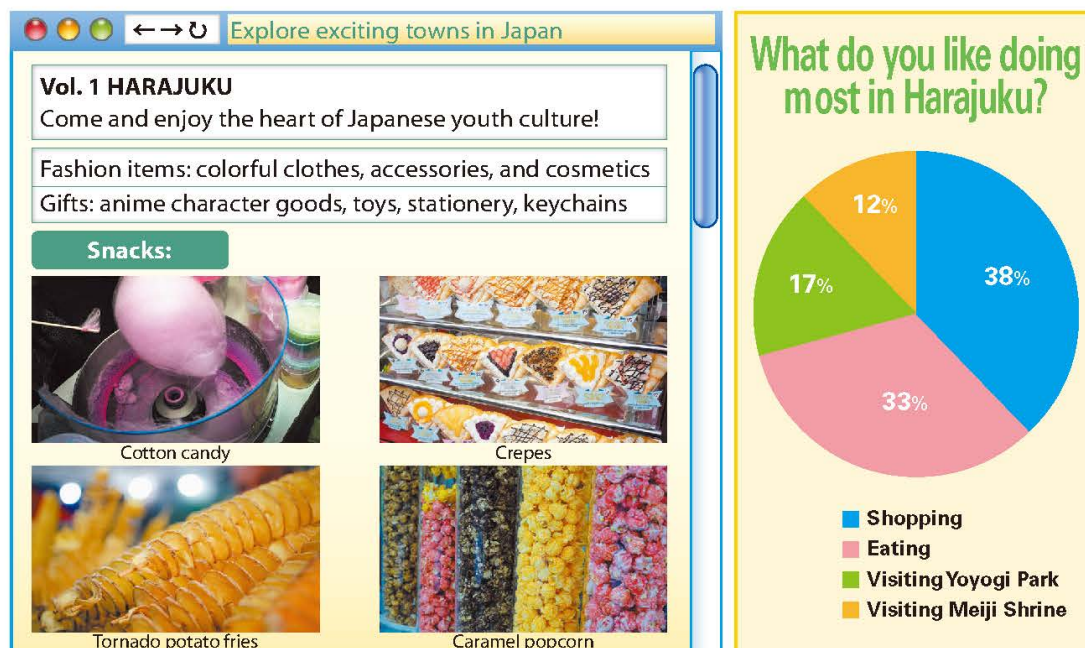 Explore exciting towns in Japan
Vol. 1 HARAJUKU
Come and enjoy the heart of Japanese youth culture!
Fashion items: colorful clothes, accessories, and cosmetics
Gifts: anime character goods, toys, stationery, keychains
Snacks:
Cotton candy
Crepes
Tornado potato fries
Caramel popcorn
What do you like doing
most in Harajuku?
12%
38%
17%
33%
Shopping
Eating
Visiting Yoyogi Park
Visiting Meiji Shrine